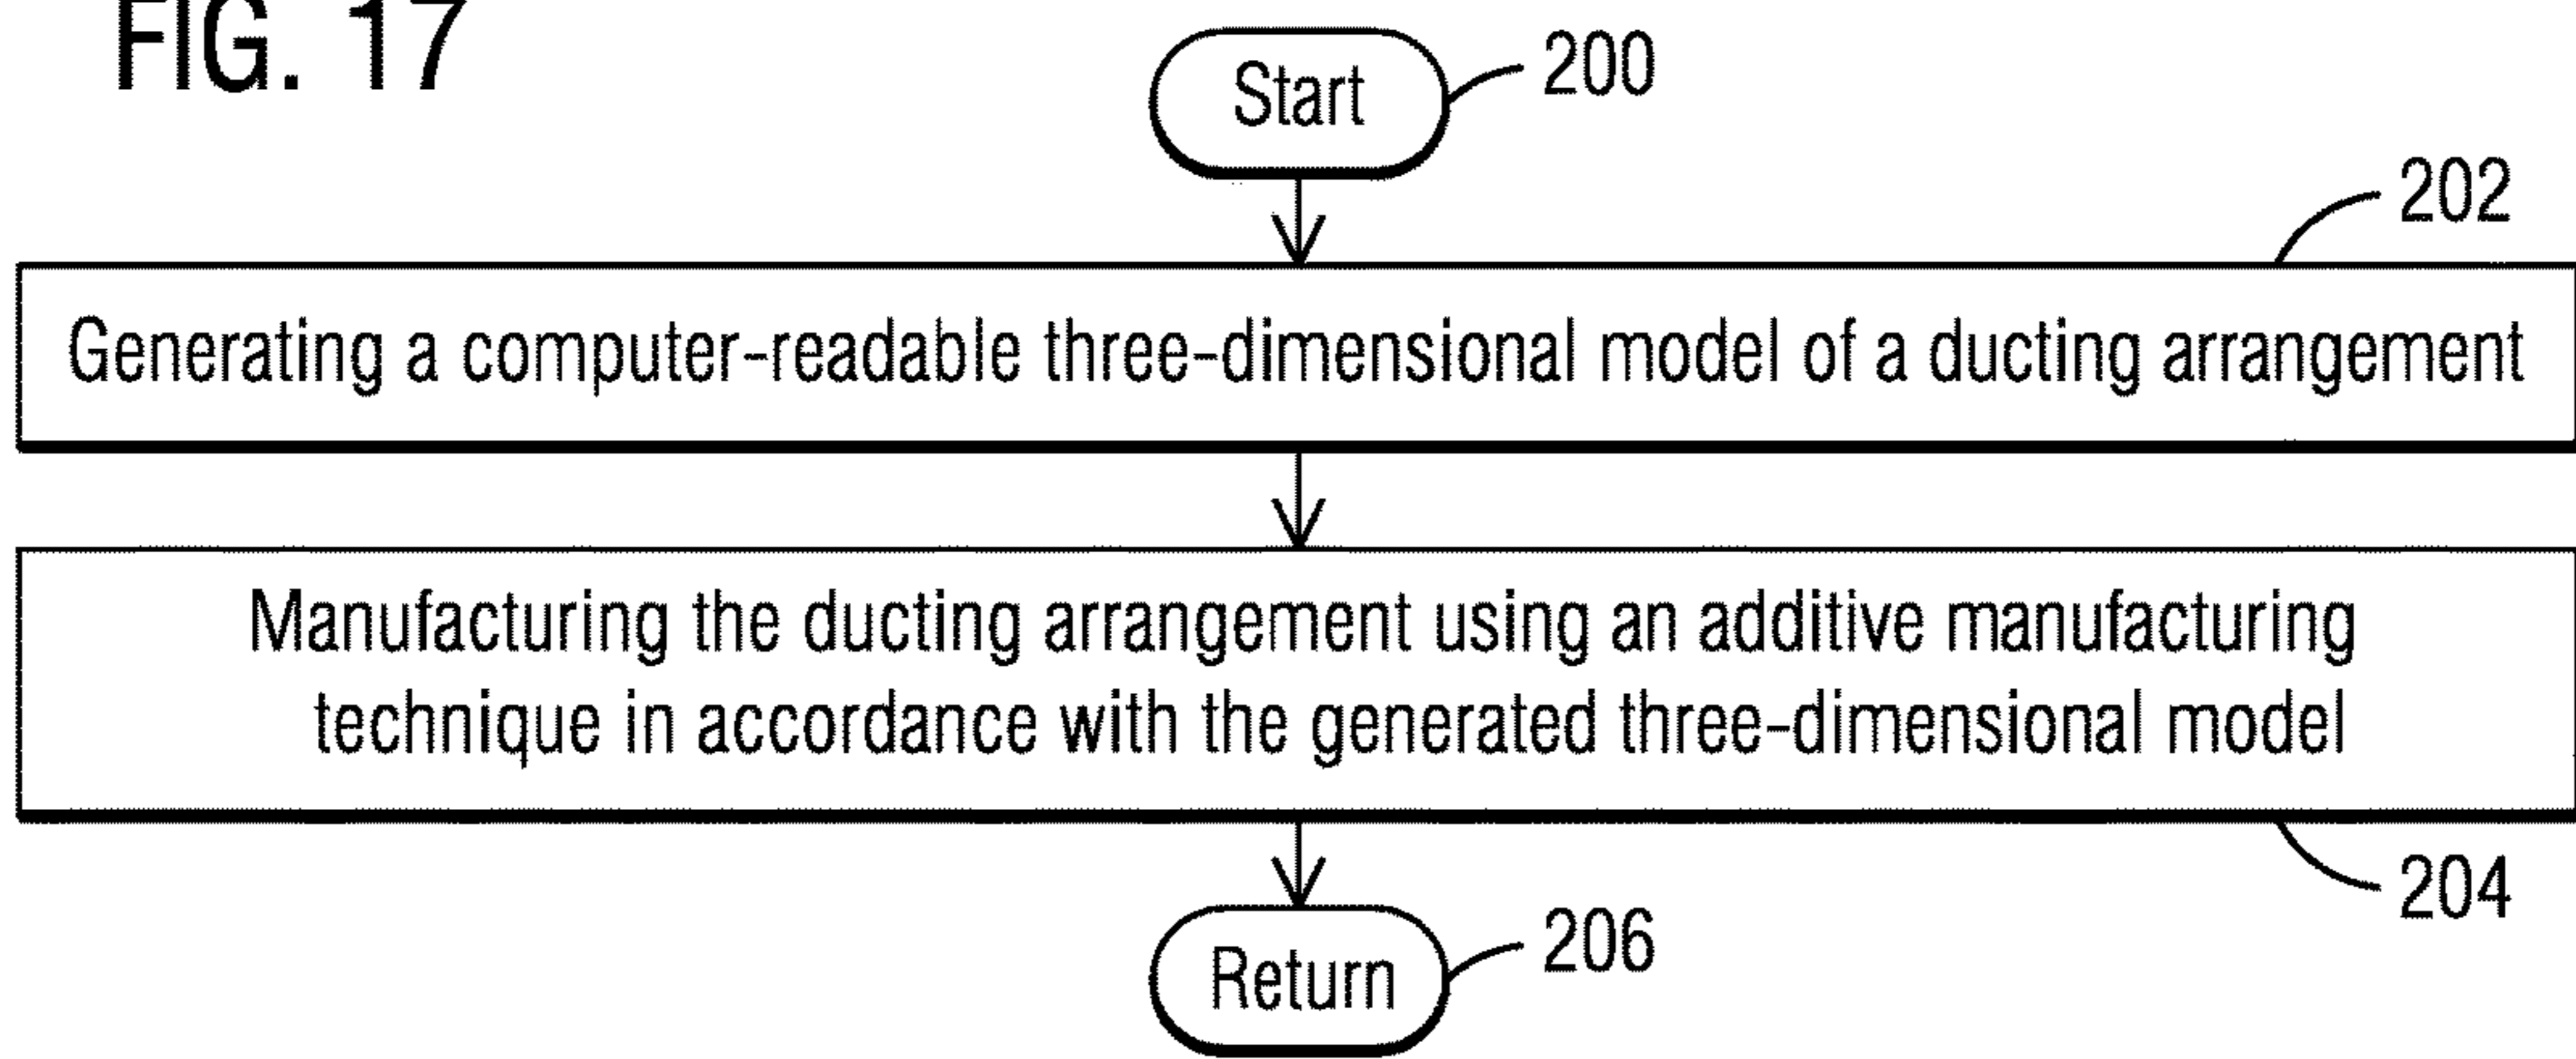 FIG. 17
Start
200
202
Generating a computer-readable three-dimensional model of a ducting arrangement
Manufacturing the ducting arrangement using an additive manufacturing
technique in accordance with the generated three-dimensional model
204
Return
206